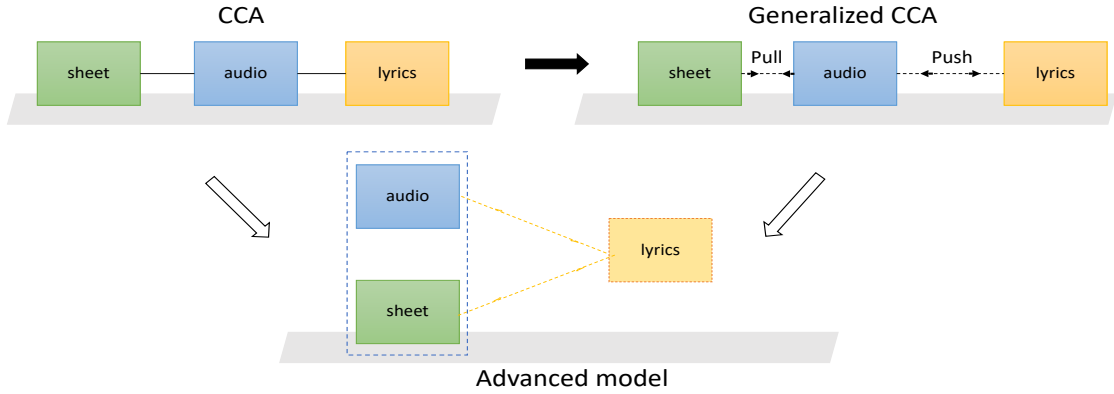 CCA
Generalized CCA
sheet
audio
lyrics
sheet
Pull
audio
Push
lyrics
audio
lyrics
sheet
Advanced model